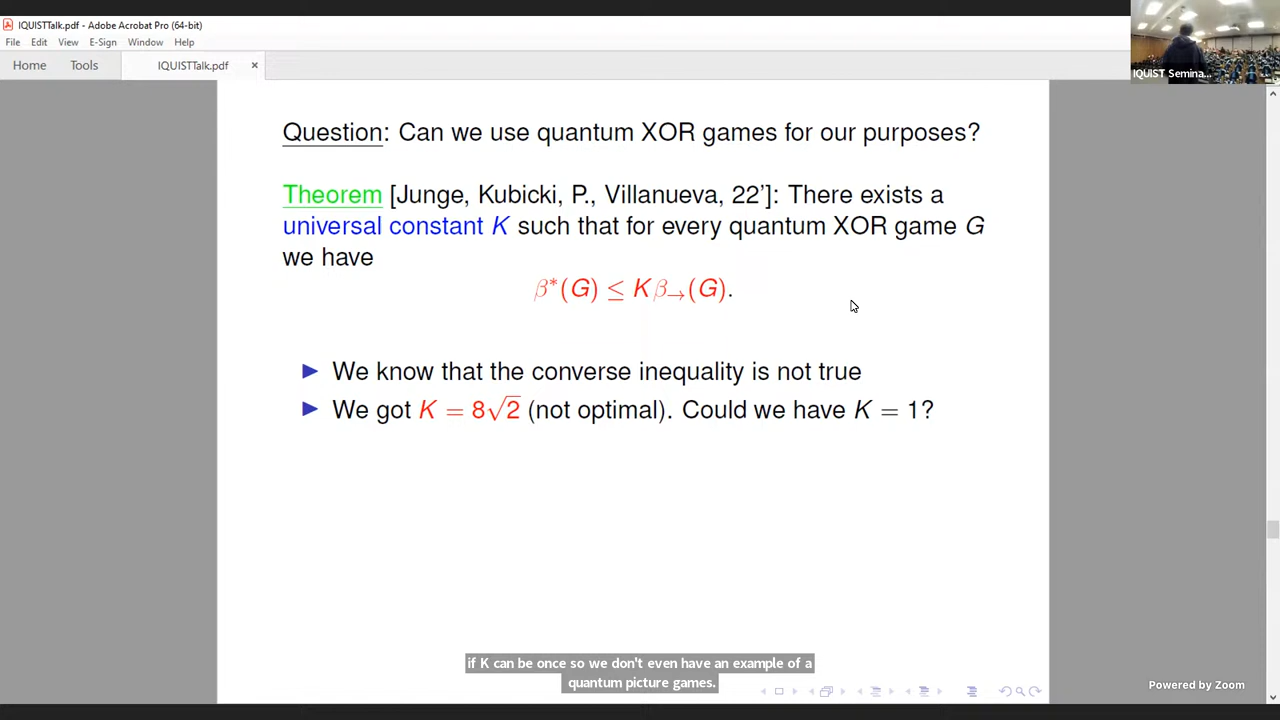 IQUISTTalk.pdf - Adobe Acrobat Pro (64-bit)
File Edit View E-Sign Window Help
Home Tools IQUISTTalk.pdf ×
IQUIST Semina...
Question: Can we use quantum XOR games for our purposes?
Theorem [Junge, Kubicki, P., Villanueva, 22']: There exists a
universal constant K such that for every quantum XOR game G
we have
β*(G) ≤ Kβ→(G).
▶ We know that the converse inequality is not true
▶ We got K = 8√2 (not optimal). Could we have K = 1?
if K can be once so we don't even have an example of a
quantum picture games.
Powered by Zoom